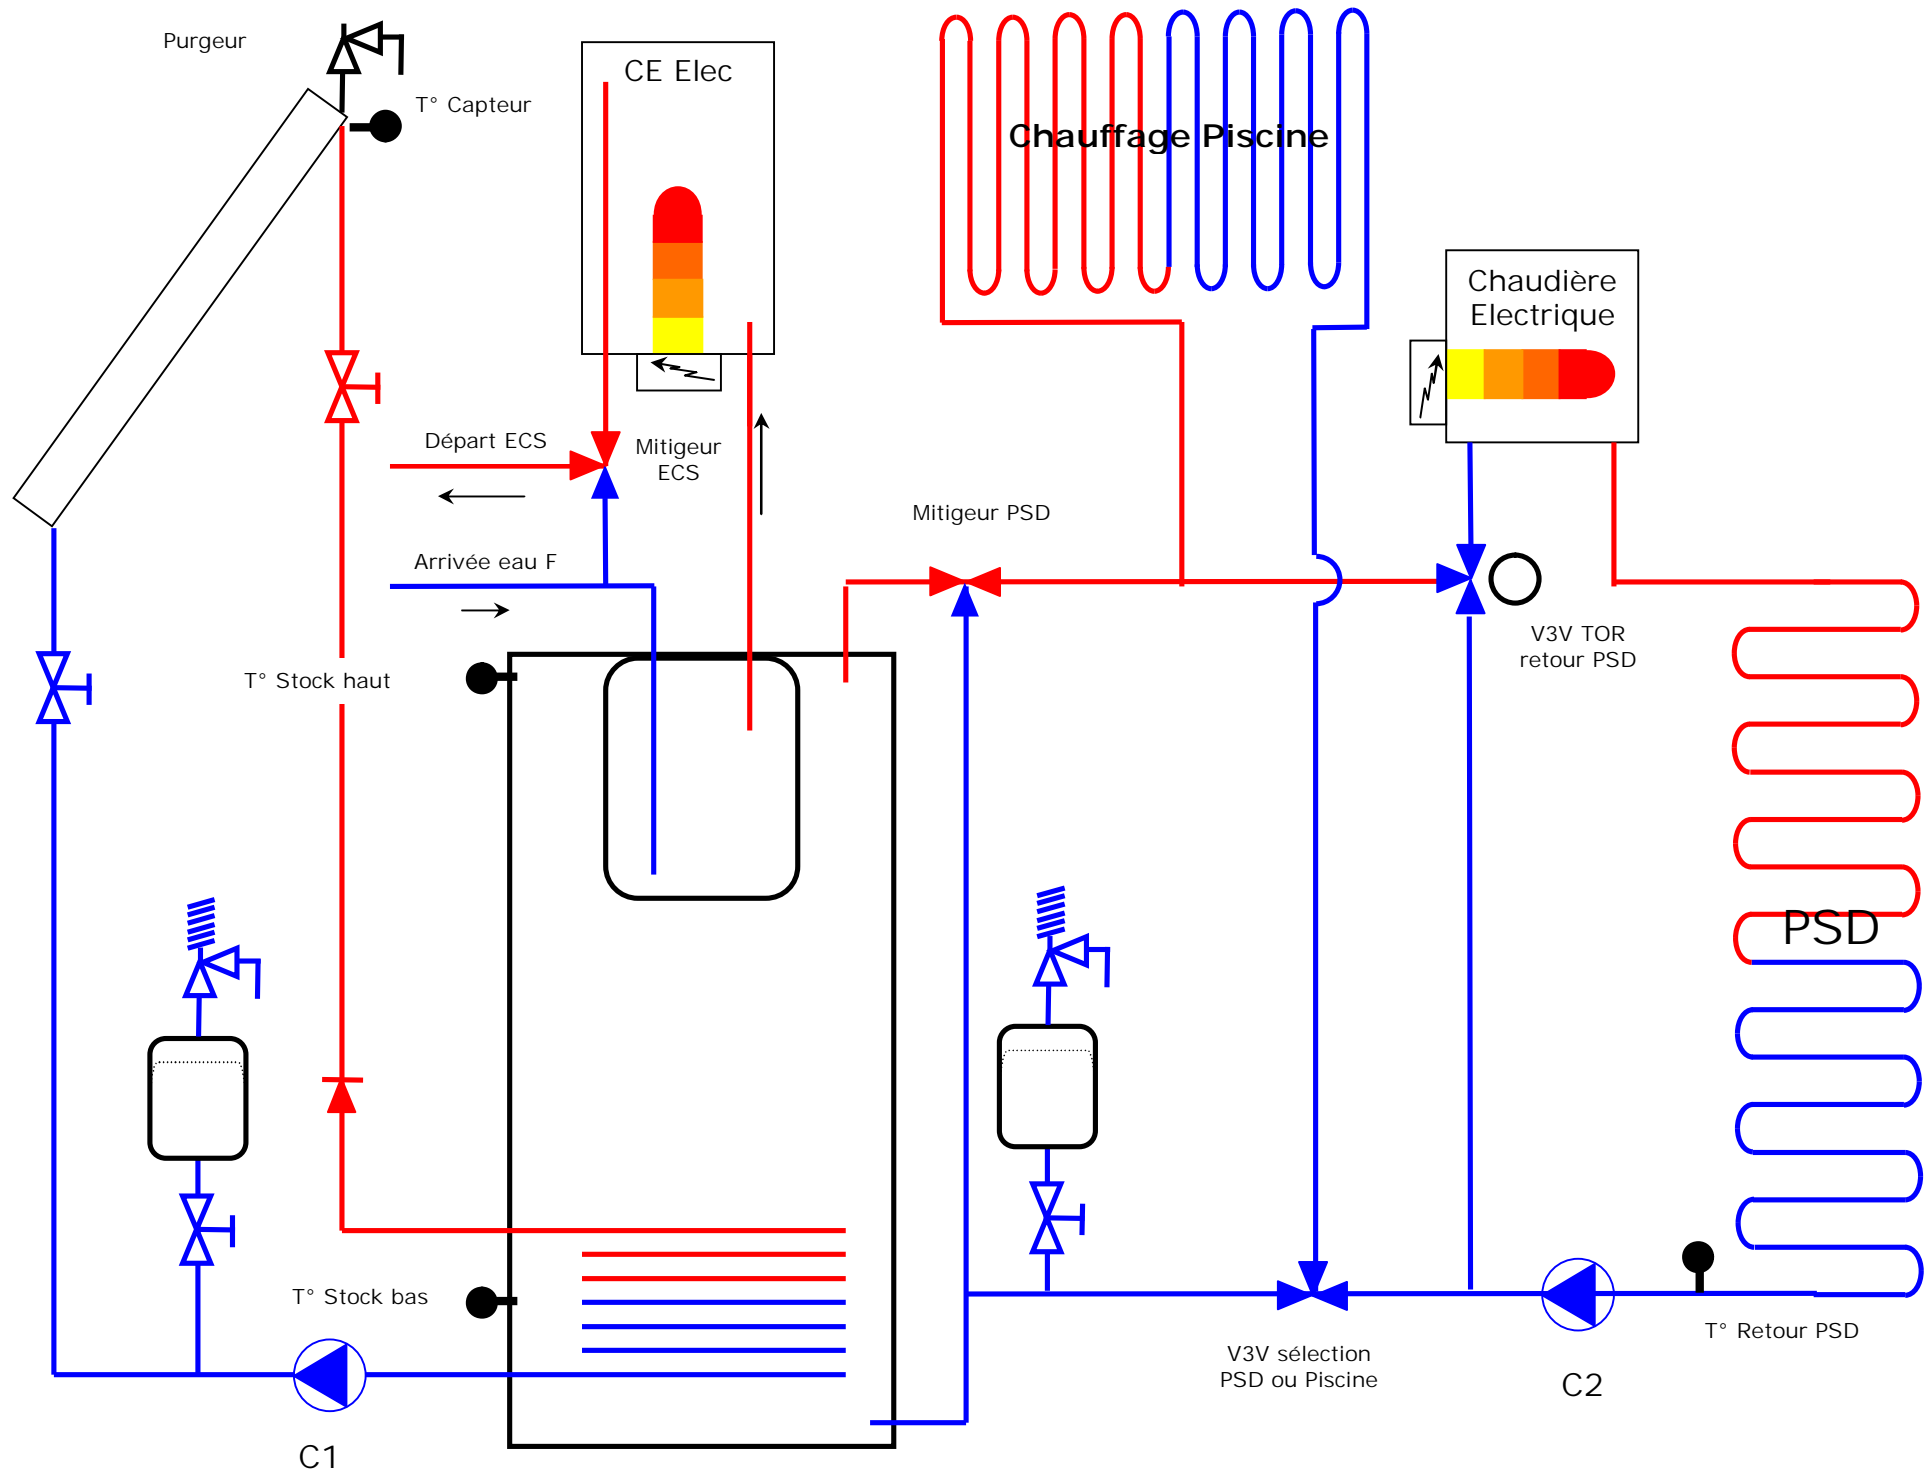 Purgeur
T° Capteur
CE Elec
Chauffage Piscine
Chaudière
Electrique
Départ ECS
Mitigeur
ECS
Mitigeur PSD
Arrivée eau F
V3V TOR
retour PSD
T° Stock haut
PSD
T° Stock bas
V3V sélection
PSD ou Piscine
T° Retour PSD
C2
C1